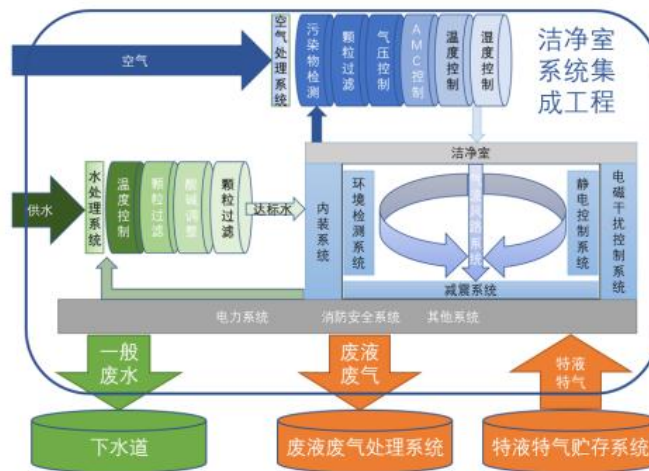 洁净室
系统集
成工程
空气
空气处理系统
污染物检测
颗粒过滤
气压控制
AMC控制
温度控制
湿度控制
供水
水处理系统
温度控制
颗粒过滤
酸碱调整
颗粒过滤
达标水
洁净室
内装系统
环境检测系统
静电控制系统
电磁干扰控制系统
减震系统
电力系统
消防安全系统
其他系统
一般
废水
废液
废气
特液
特气
下水道
废液废气处理系统
特液特气贮存系统